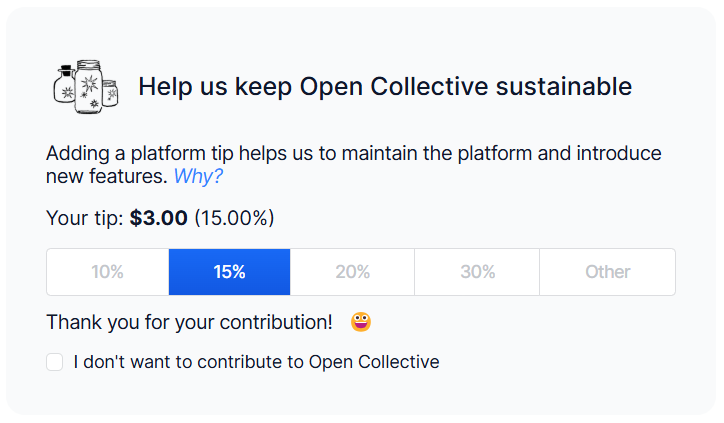 Help us keep Open Collective sustainable
Adding a platform tip helps us to maintain the platform and introduce
new features. Why?
Your tip: $3.00 (15.00%)
10% 15% 20% 30% Other
Thank you for your contribution!
I don't want to contribute to Open Collective